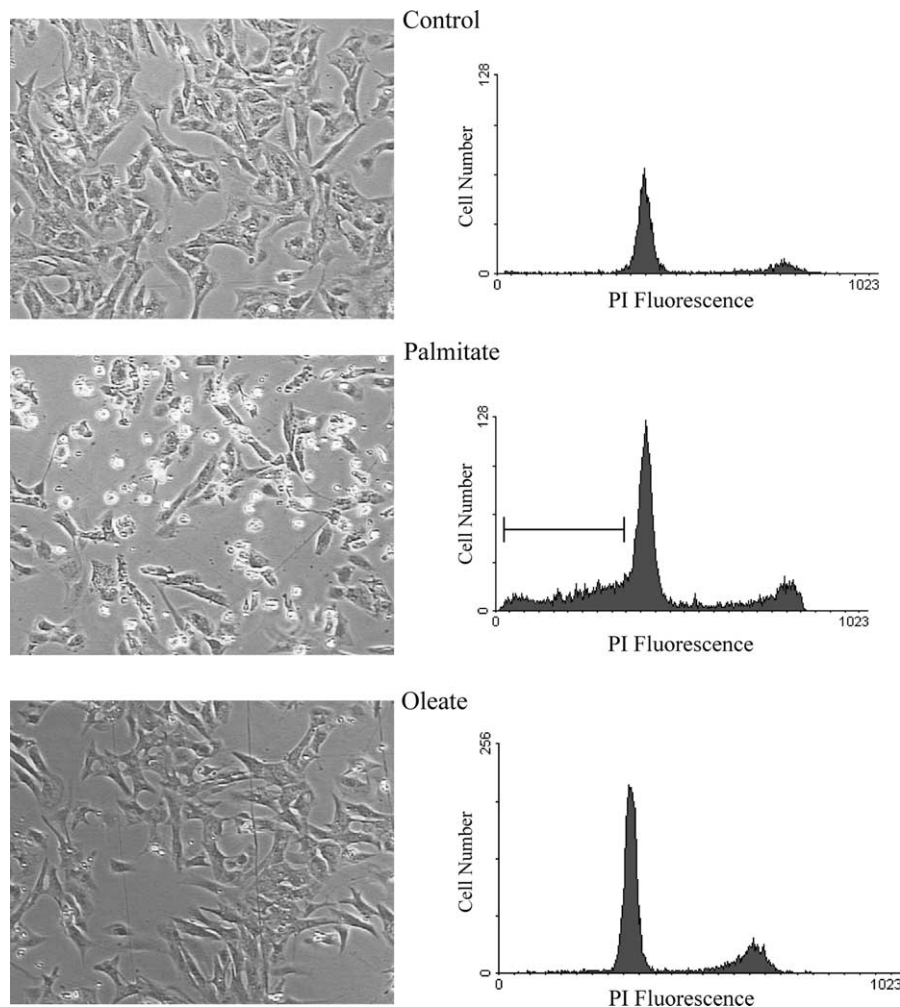 Control
128
Cell Number
0
0
1023
PI Fluorescence
Palmitate
128
Cell Number
0
0
1023
PI Fluorescence
Oleate
256
Cell Number
0
0
1023
PI Fluorescence